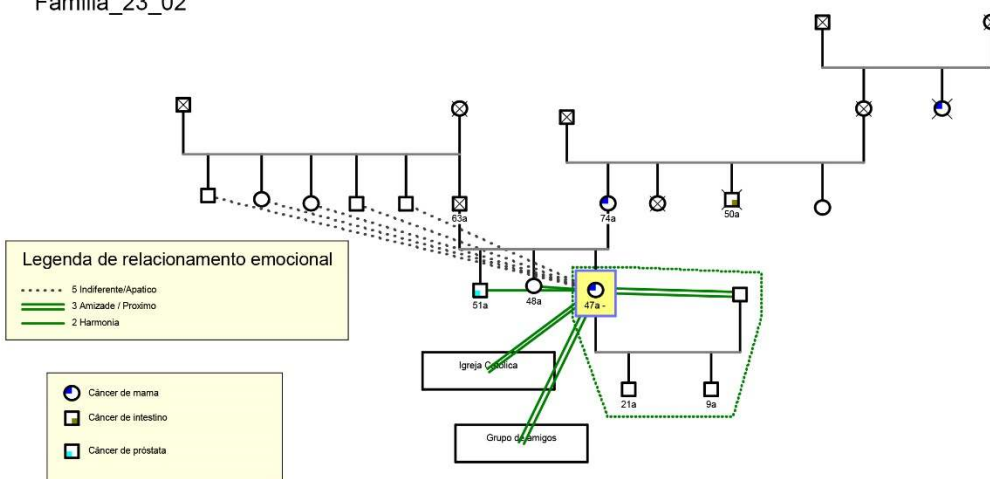 Família_23_02
63a
74a
50a
Legenda de relacionamento emocional
5 Indiferente/Apatico
3 Amizade / Proximo
2 Harmonia
51a
48a
47a -
Igreja Católica
21a
9a
Câncer de mama
Câncer de intestino
Câncer de próstata
Grupo de amigos